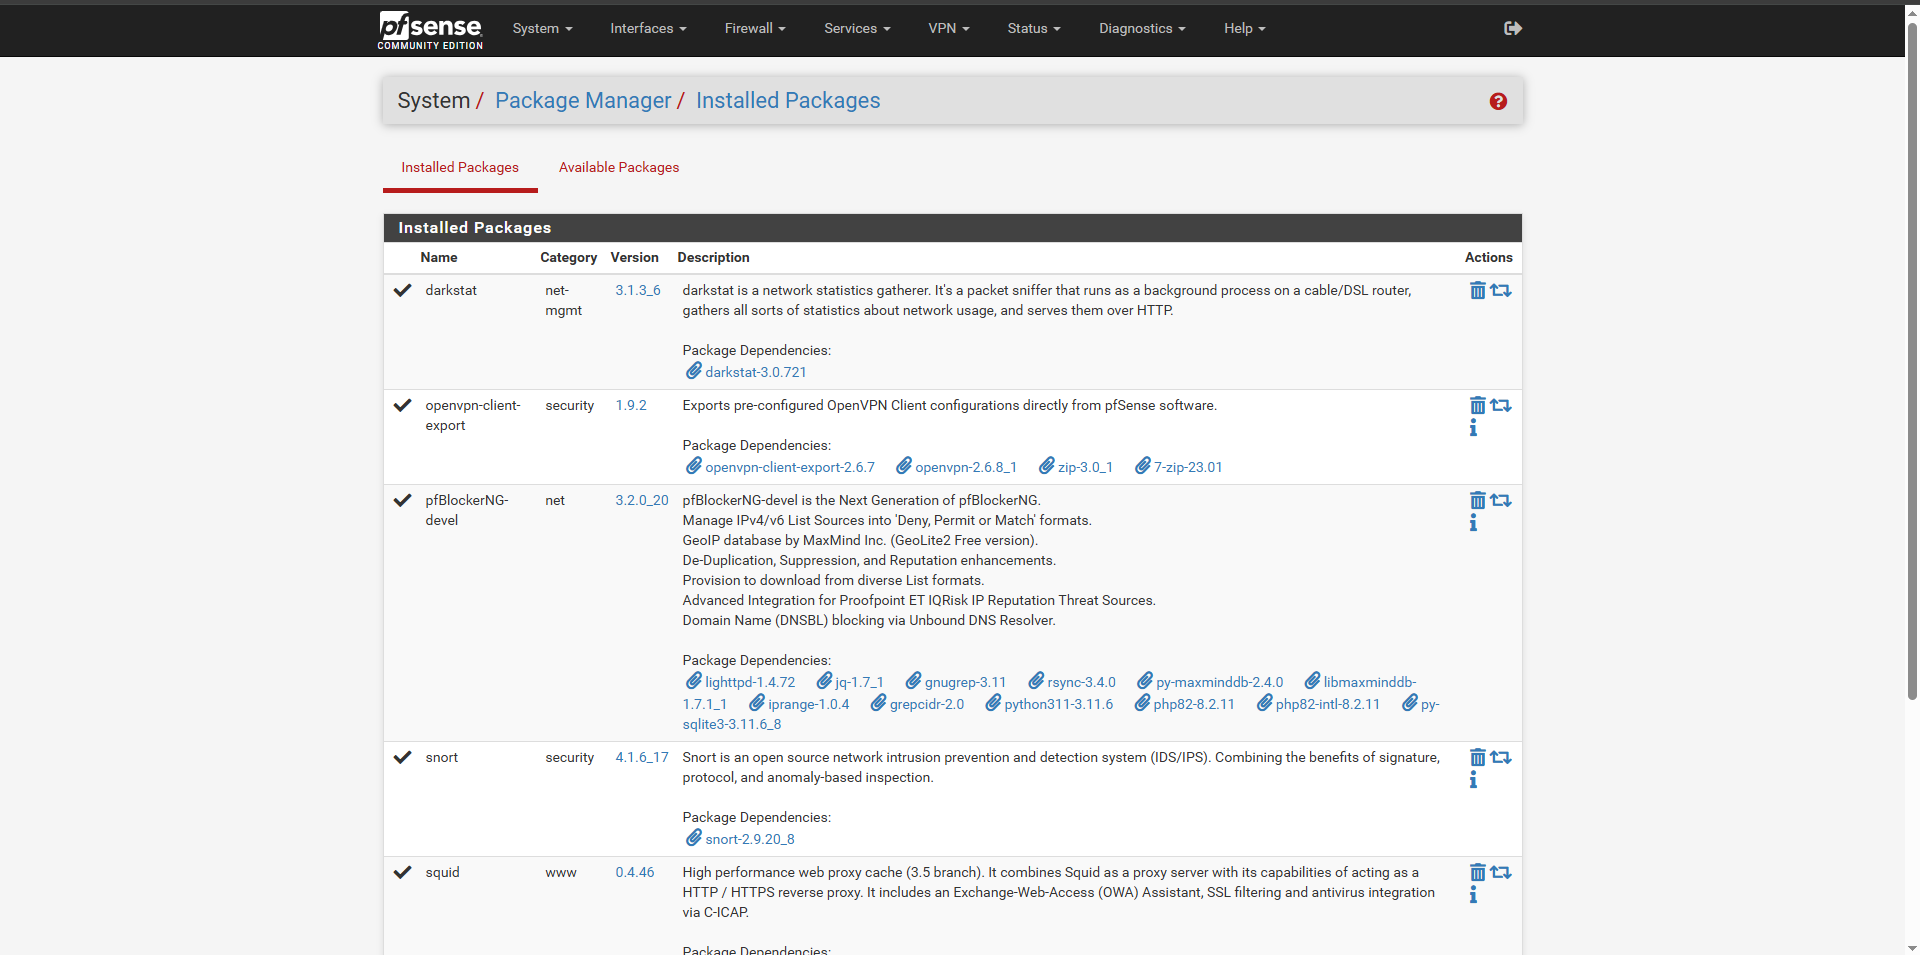 pfsense
COMMUNITY EDITION
System
Interfaces
Firewall
Services
VPN
Status
Diagnostics
Help
System / Package Manager / Installed Packages
Installed Packages
Available Packages
Installed Packages
Name Category Version Description Actions
darkstat
net-
mgmt
3.1.3_6
darkstat is a network statistics gatherer. It's a packet sniffer that runs as a background process on a cable/DSL router,
gathers all sorts of statistics about network usage, and serves them over HTTP.
Package Dependencies:
darkstat-3.0.721
openvpn-client-
export
security
1.9.2
Exports pre-configured OpenVPN Client configurations directly from pfSense software.
Package Dependencies:
openvpn-client-export-2.6.7 openvpn-2.6.8_1 zip-3.0_1 7-zip-23.01
pfBlockerNG-
devel
net
3.2.0_20
pfBlockerNG-devel is the Next Generation of pfBlockerNG.
Manage IPv4/v6 List Sources into 'Deny, Permit or Match' formats.
GeoIP database by MaxMind Inc. (GeoLite2 Free version).
De-Duplication, Suppression, and Reputation enhancements.
Provision to download from diverse List formats.
Advanced Integration for Proofpoint ET IQRisk IP Reputation Threat Sources.
Domain Name (DNSBL) blocking via Unbound DNS Resolver.
Package Dependencies:
lighttpd-1.4.72 jq-1.7_1 gnugrep-3.11 rsync-3.4.0 py-maxminddb-2.4.0 libmaxminddb-
1.7.1_1 iprange-1.0.4 grepcidr-2.0 python311-3.11.6 php82-8.2.11 php82-intl-8.2.11 py-
sqlite3-3.11.6_8
snort
security
4.1.6_17
Snort is an open source network intrusion prevention and detection system (IDS/IPS). Combining the benefits of signature,
protocol, and anomaly-based inspection.
Package Dependencies:
snort-2.9.20_8
squid
www
0.4.46
High performance web proxy cache (3.5 branch). It combines Squid as a proxy server with its capabilities of acting as a
HTTP / HTTPS reverse proxy. It includes an Exchange-Web-Access (OWA) Assistant, SSL filtering and antivirus integration
via C-ICAP.
Package Dependencies: